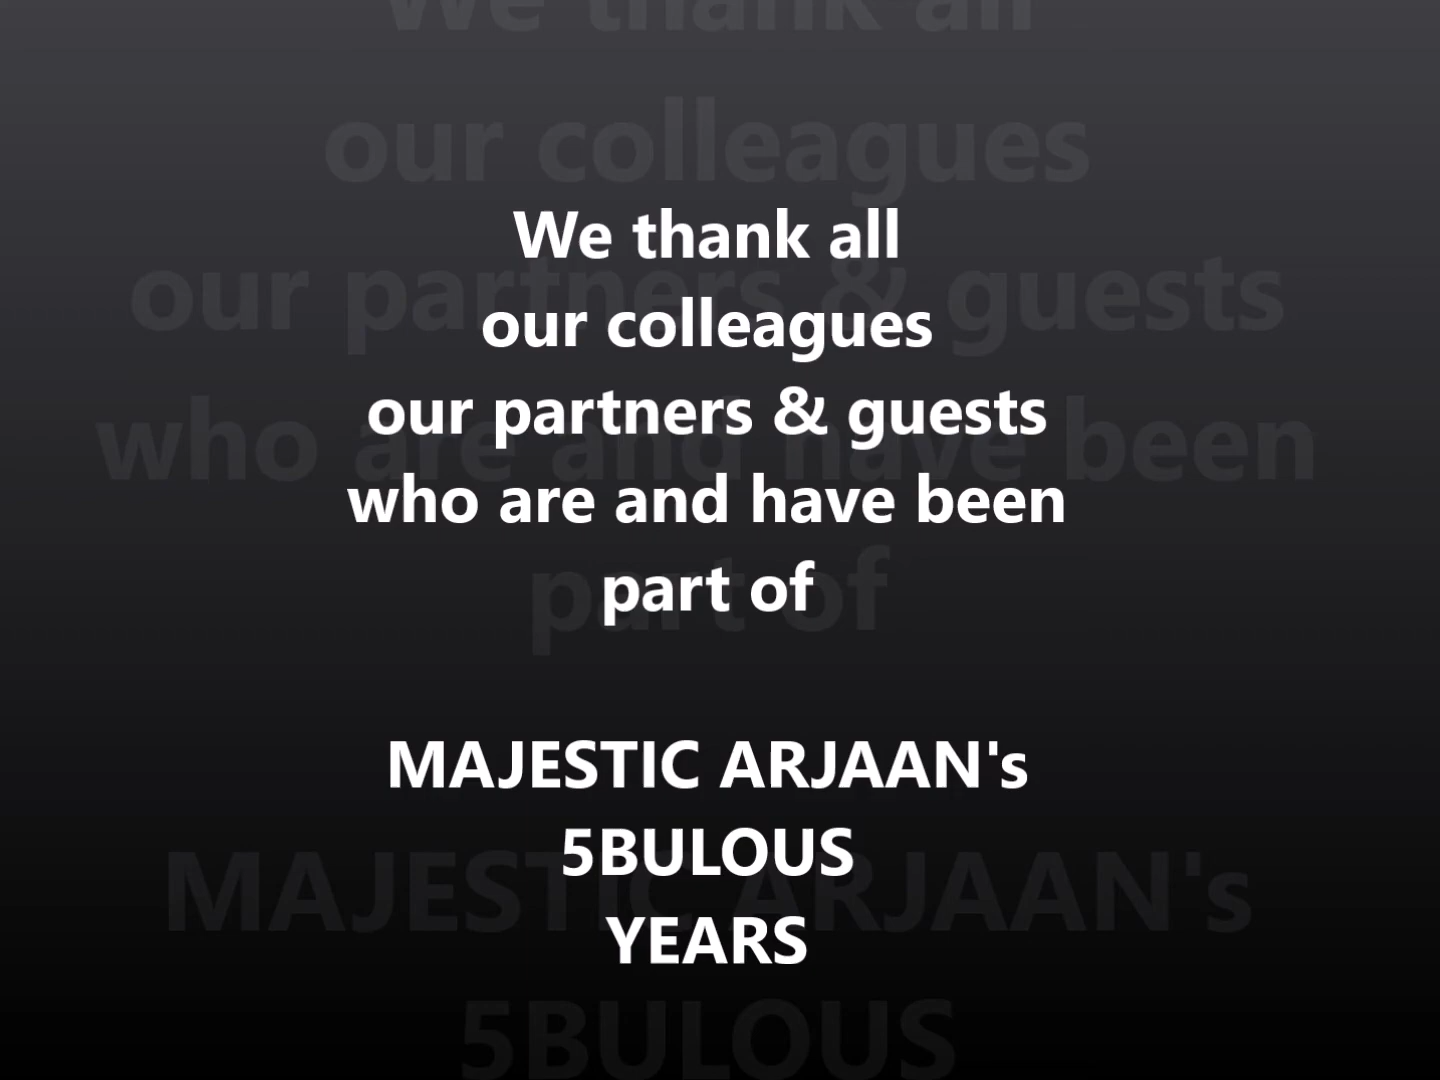 We thank all
our colleagues
our partners & guests
who are and have been
part of
MAJESTIC ARJAAN's
5BULOUS
YEARS